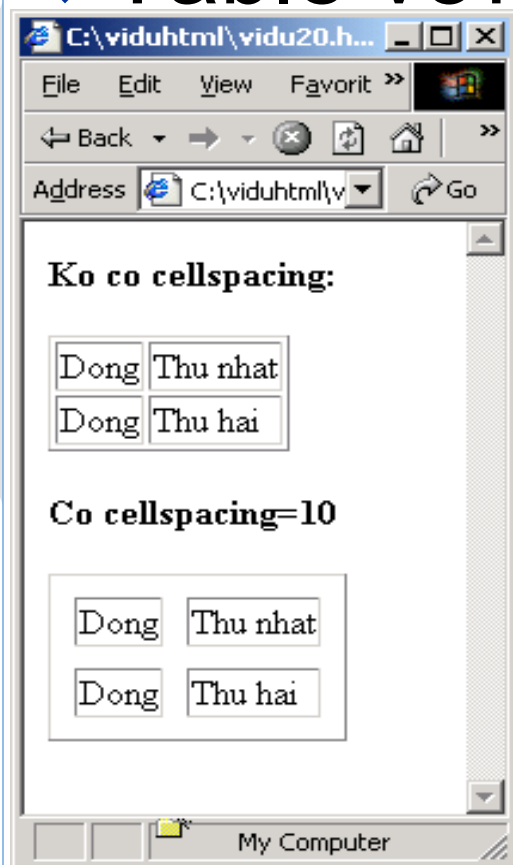 Table
C:\viduhtml\vidu20.h...
File Edit View Favorit »
Back »
Address C:\viduhtml\v Go
Ko co cellspacing:
Dong Thu nhat
Dong Thu hai
Co cellspacing=10
Dong Thu nhat
Dong Thu hai
My Computer